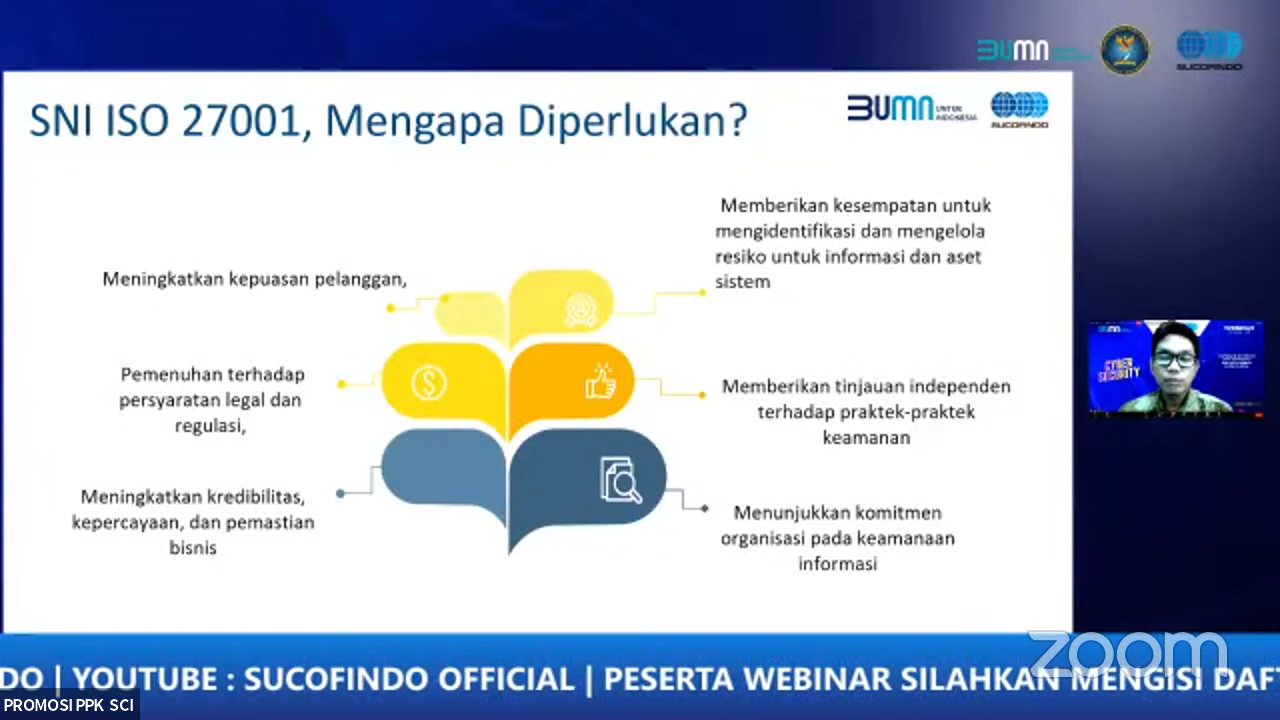 BUMN
SUCOFINDO
SNI ISO 27001, Mengapa Diperlukan?
BUMN UNTUK INDONESIA
SUCOFINDO
Meningkatkan kepuasan pelanggan,
Pemenuhan terhadap
persyaratan legal dan
regulasi,
Meningkatkan kredibilitas,
kepercayaan, dan pemastian
bisnis
Memberikan kesempatan untuk
mengidentifikasi dan mengelola
resiko untuk informasi dan aset
sistem
Memberikan tinjauan independen
terhadap praktek-praktek
keamanan
Menunjukkan komitmen
organisasi pada keamanaan
informasi
CYBER
SECURITY
zoom
DO | YOUTUBE : SUCOFINDO OFFICIAL | PESERTA WEBINAR SILAHKAN MENGISI DAFT
PROMOSI PPK SCI